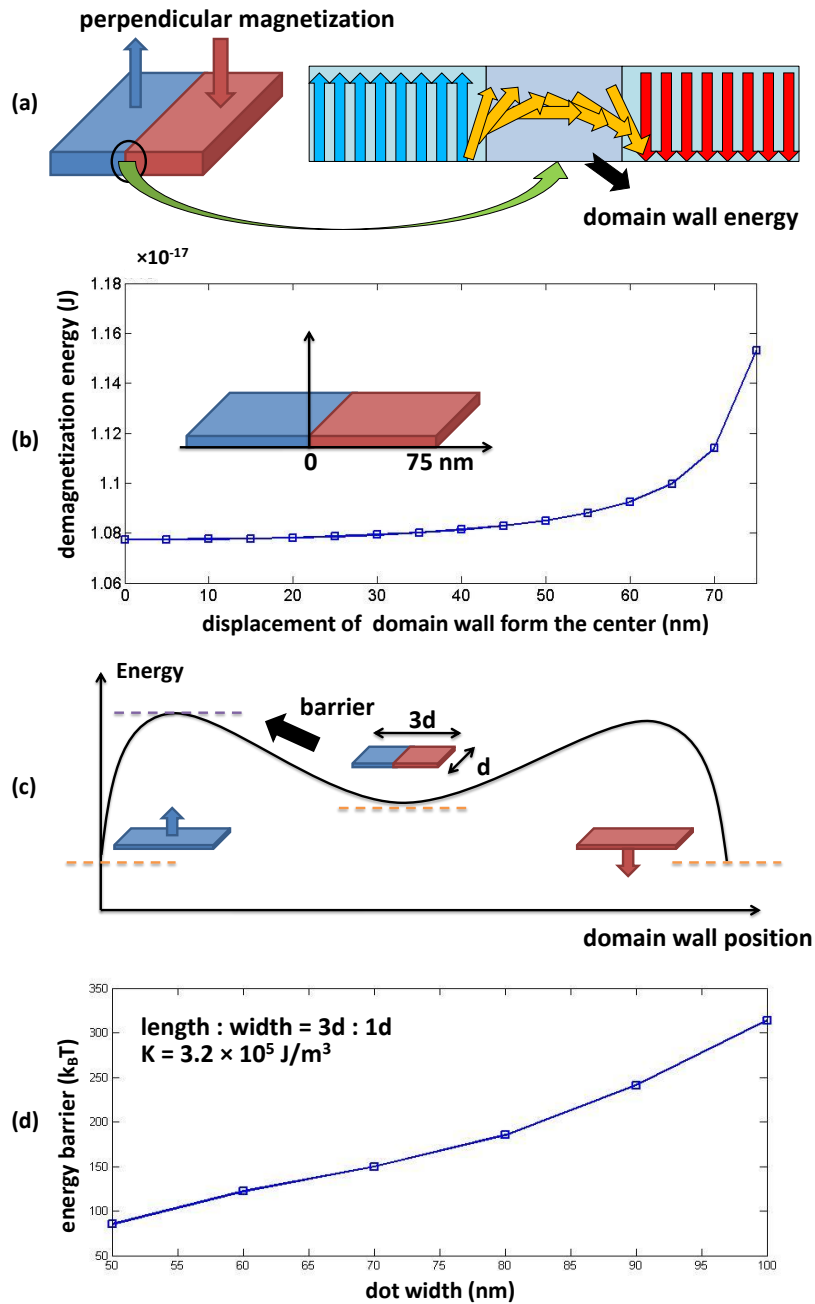 perpendicular magnetization
(a)
domain wall energy
×10⁻¹⁷
1.18
1.16
1.14
1.12
1.1
1.08
1.06
demagnetization energy (J)
(b)
0
75 nm
0 10 20 30 40 50 60 70
displacement of domain wall form the center (nm)
Energy
barrier
3d
d
(c)
domain wall position
350
300
250
200
150
100
50
energy barrier (k_BT)
length : width = 3d : 1d
K = 3.2 × 10⁵ J/m³
(d)
50 55 60 65 70 75 80 85 90 95 100
dot width (nm)